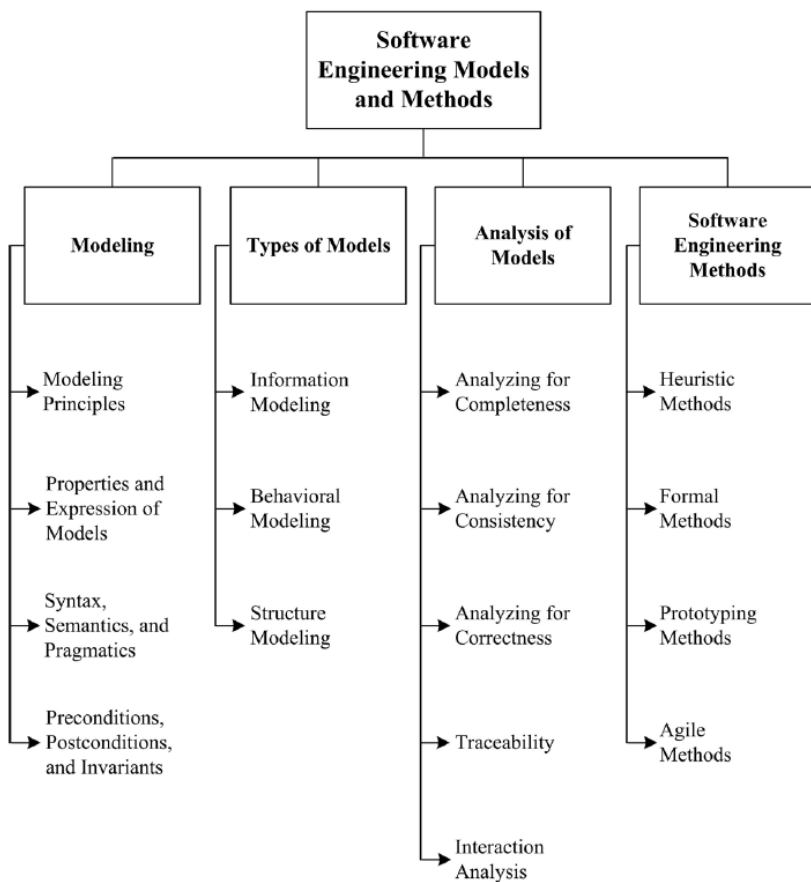 Software
Engineering Models
and Methods
Modeling
Types of Models
Analysis of
Models
Software
Engineering
Methods
Modeling
Principles
Properties and
Expression of
Models
Syntax,
Semantics, and
Pragmatics
Preconditions,
Postconditions,
and Invariants
Information
Modeling
Behavioral
Modeling
Structure
Modeling
Analyzing for
Completeness
Analyzing for
Consistency
Analyzing for
Correctness
Traceability
Interaction
Analysis
Heuristic
Methods
Formal
Methods
Prototyping
Methods
Agile
Methods